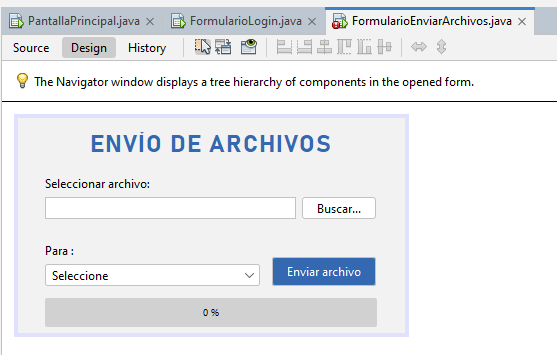 PantallaPrincipal.java × FormularioLogin.java × FormularioEnviarArchivos.java ×
Source Design History
The Navigator window displays a tree hierarchy of components in the opened form.
ENVÍO DE ARCHIVOS
Seleccionar archivo:
Buscar...
Para :
Seleccione Enviar archivo
0 %